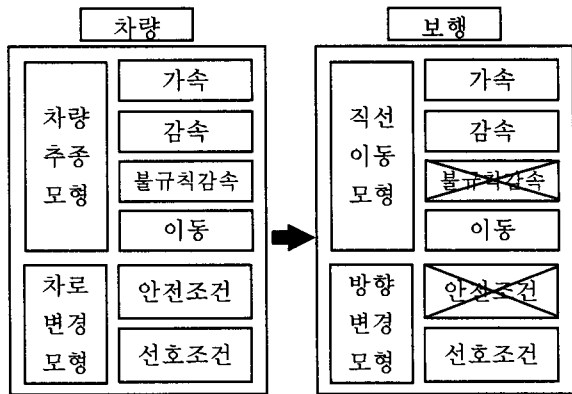 차량
차량
추종
모형
가속
감속
불규칙감속
이동
차로
변경
모형
안전조건
선호조건
보행
직선
이동
모형
가속
감속
불규칙감속
이동
방향
변경
모형
안전조건
선호조건